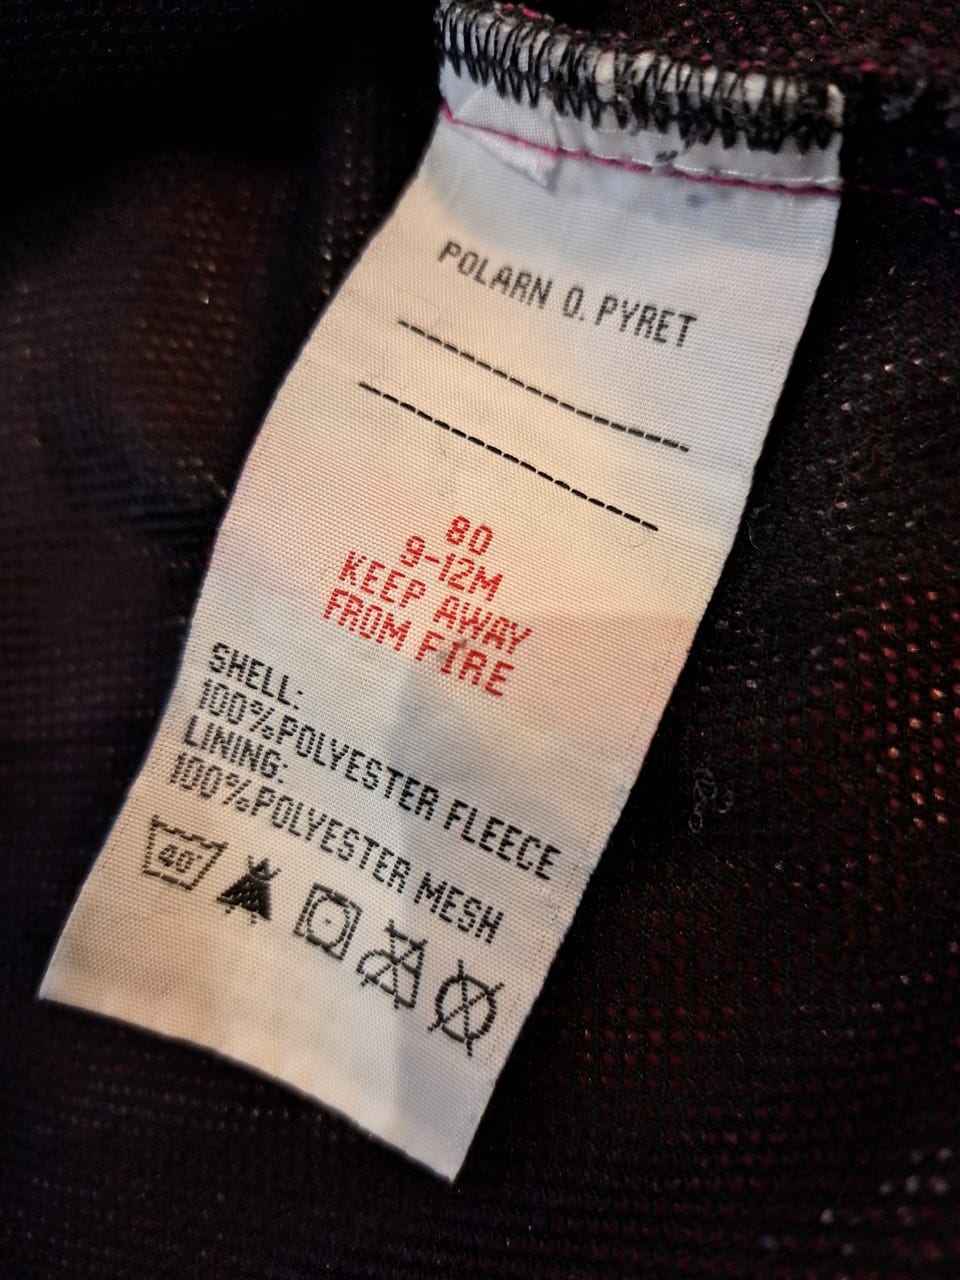 POLARN O. PYRET
80
9-12M
KEEP AWAY
FROM FIRE
SHELL:
100%POLYESTER FLEECE
LINING:
100%POLYESTER MESH
40°